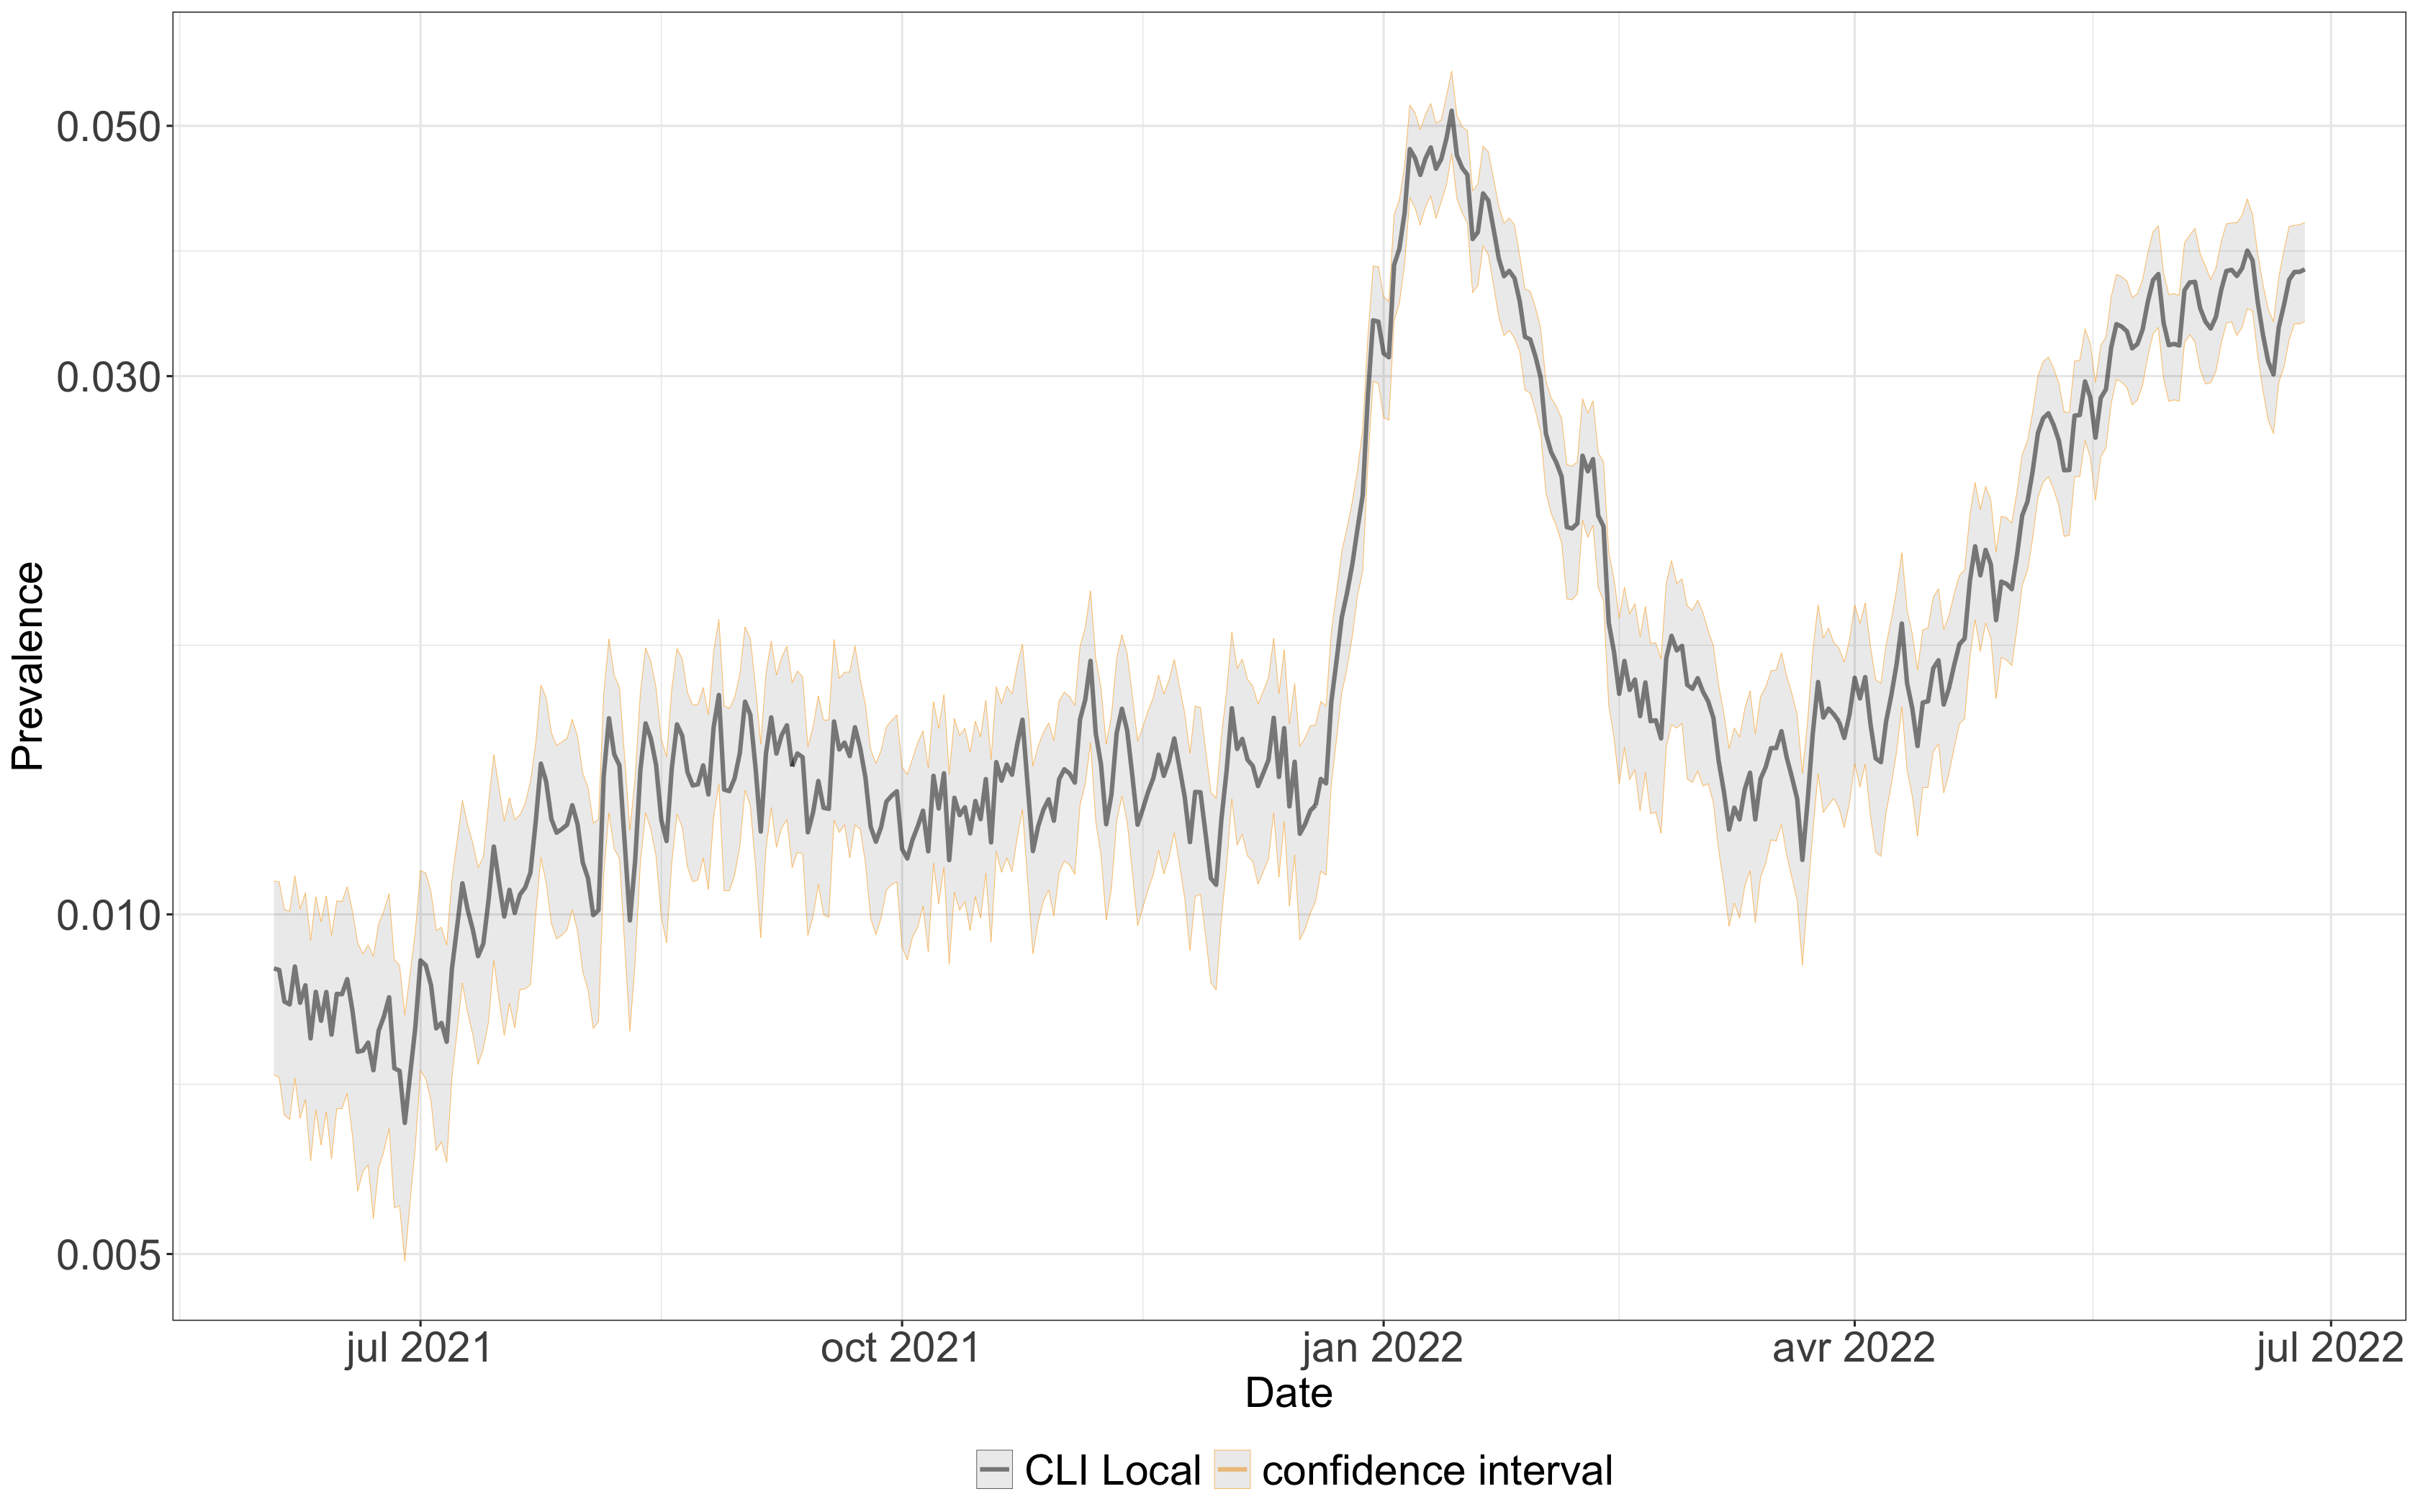 Prevalence
0.050
0.030
0.010
0.005
jul 2021
oct 2021
jan 2022
avr 2022
jul 2022
Date
CLI Local
confidence interval